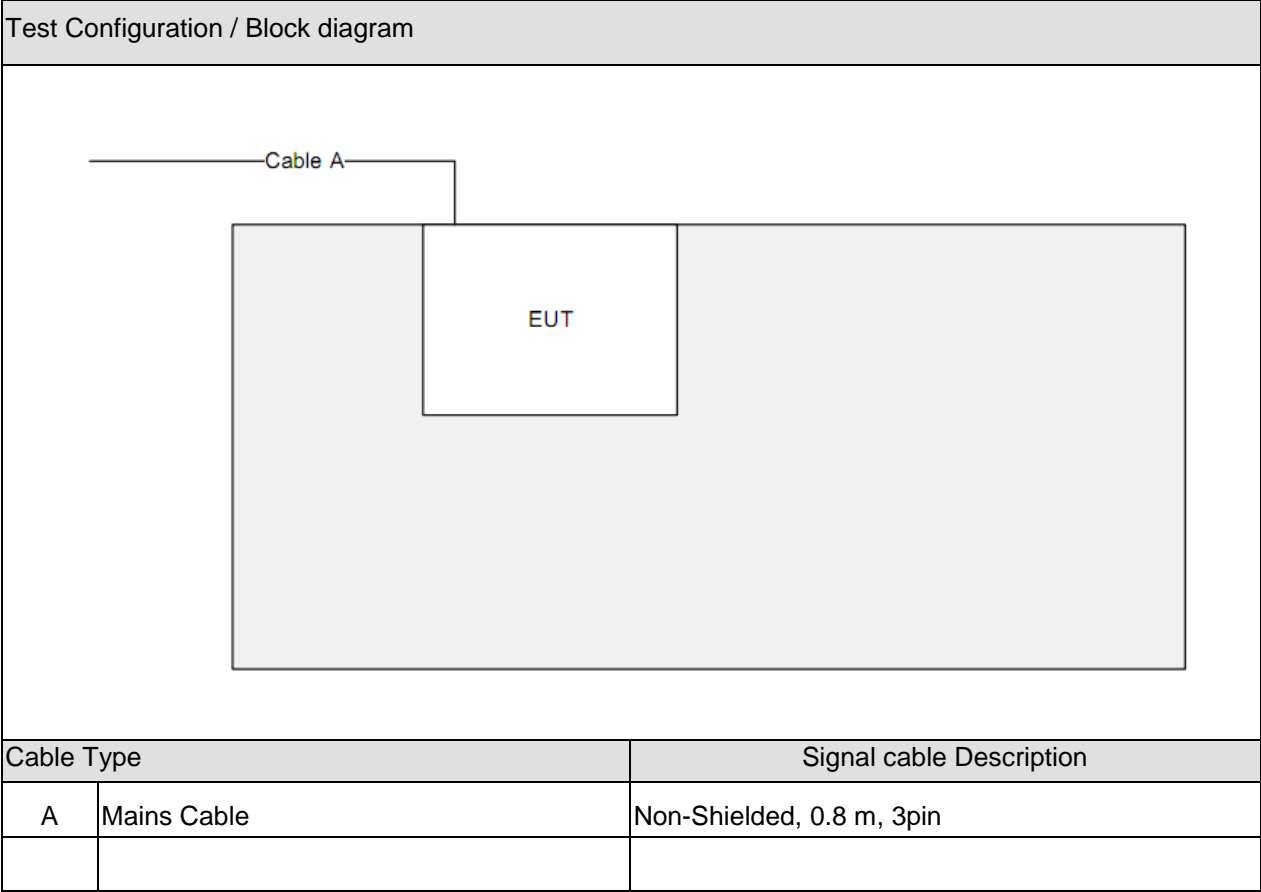 Test Configuration / Block diagram
Cable A
EUT
Cable Type
Signal cable Description
A
Mains Cable
Non-Shielded, 0.8 m, 3pin